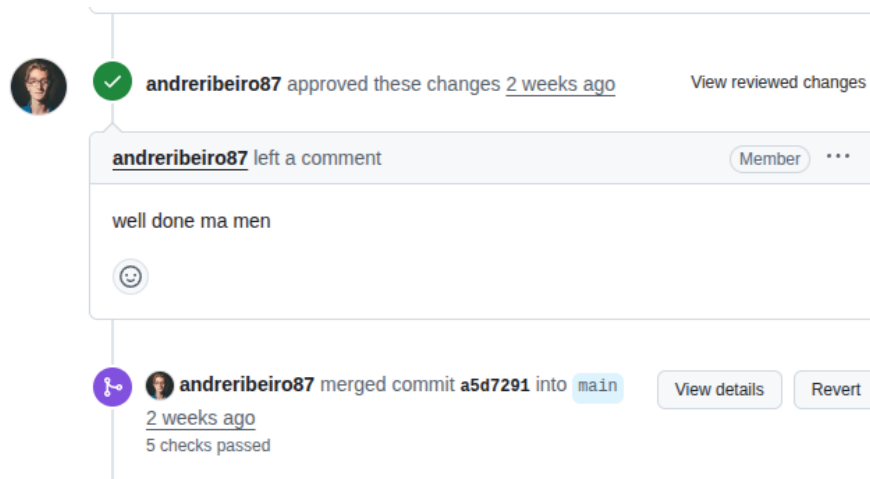 andreribeiro87 approved these changes 2 weeks ago View reviewed changes
andreribeiro87 left a comment Member
well done ma men
andreribeiro87 merged commit a5d7291 into main View details Revert
2 weeks ago
5 checks passed